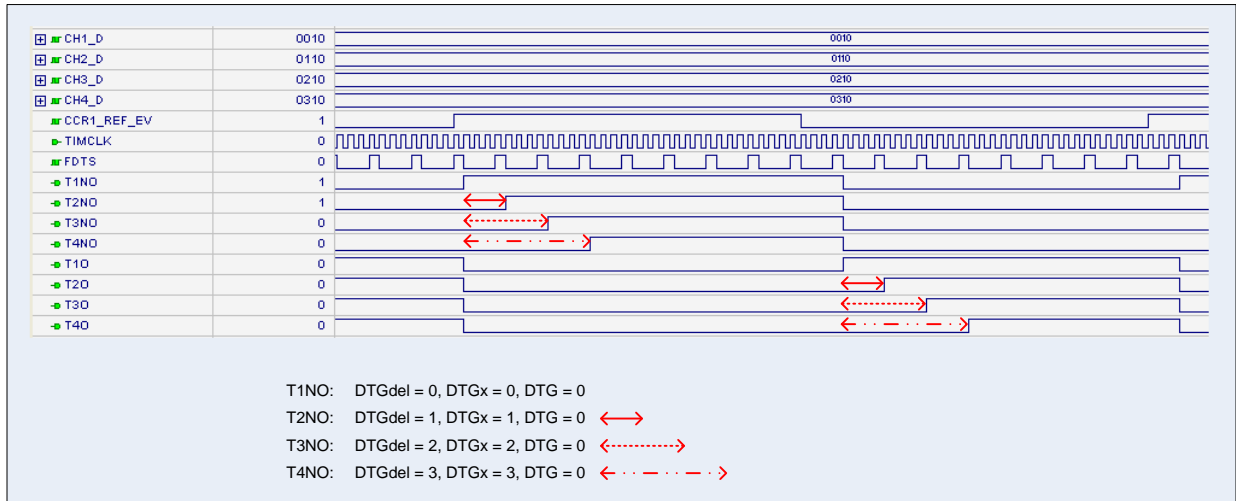 CH1_D 0010 0010
CH2_D 0110 0110
CH3_D 0210 0210
CH4_D 0310 0310
CCR1_REF_EV 1
TIMCLK 0
FDTS 0
T1NO 1
T2NO 1
T3NO 0
T4NO 0
T1O 0
T2O 0
T3O 0
T4O 0
T1NO: DTGdel = 0, DTGx = 0, DTG = 0
T2NO: DTGdel = 1, DTGx = 1, DTG = 0
T3NO: DTGdel = 2, DTGx = 2, DTG = 0
T4NO: DTGdel = 3, DTGx = 3, DTG = 0